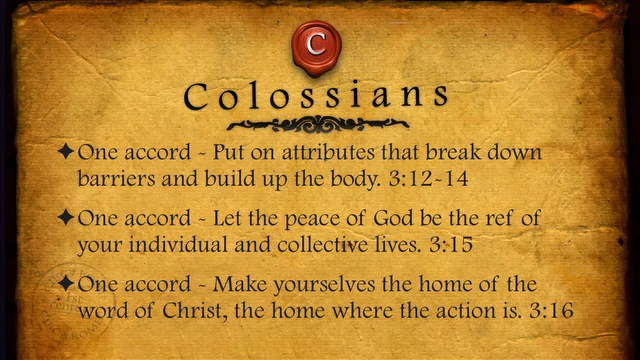 C
Colossians
✦One accord - Put on attributes that break down
barriers and build up the body. 3:12-14
✦One accord - Let the peace of God be the ref of
your individual and collective lives. 3:15
✦One accord - Make yourselves the home of the
word of Christ, the home where the action is. 3:16
1st